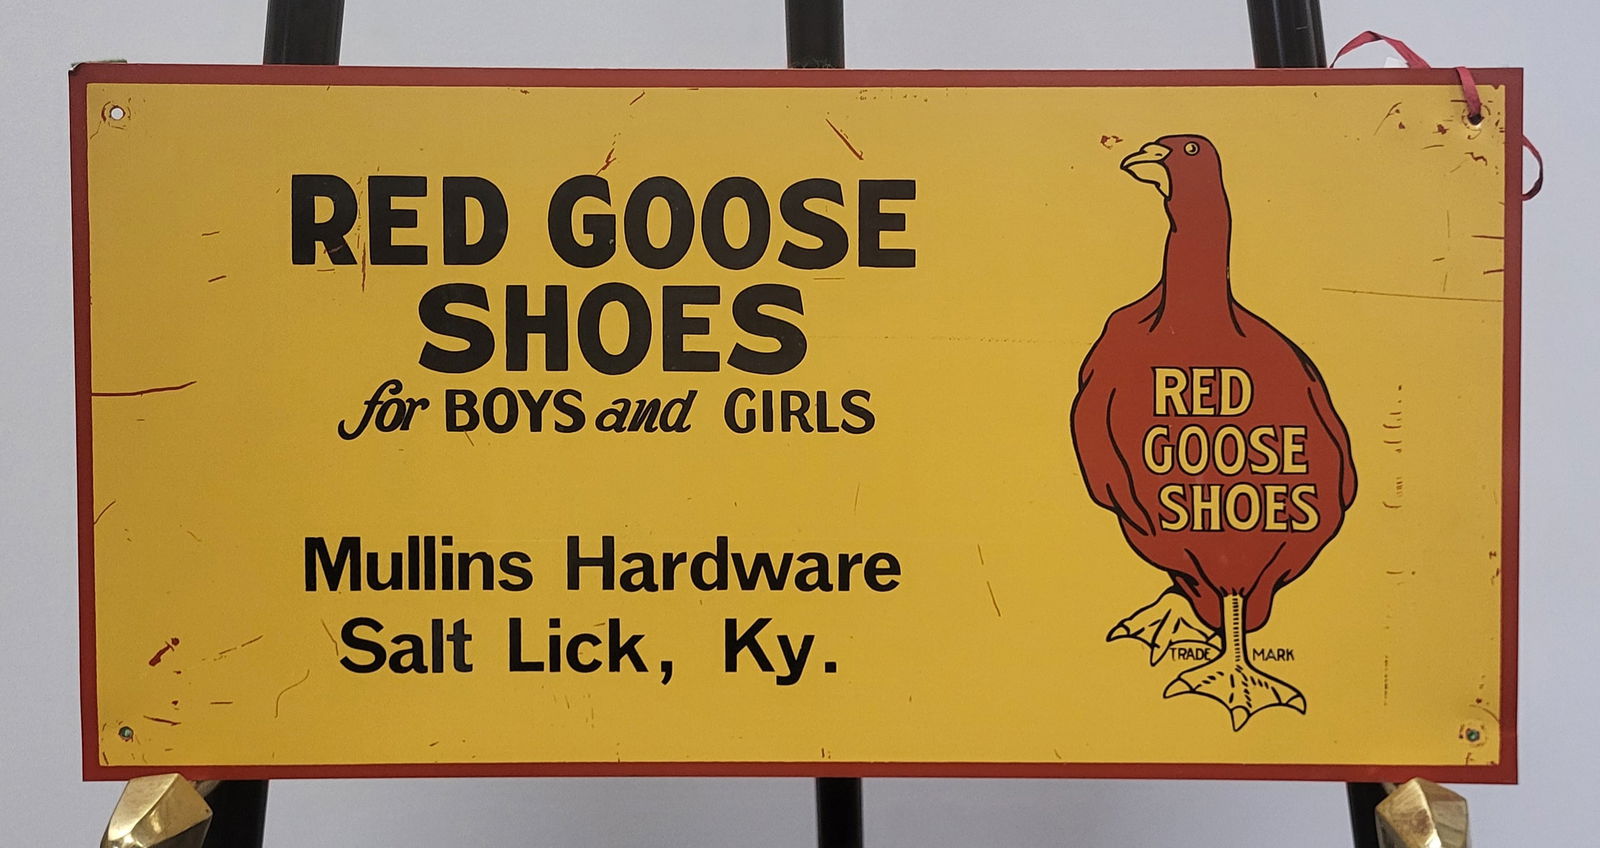 RED GOOSE
SHOES
for BOYS and GIRLS
Mullins Hardware
Salt Lick, Ky.
RED
GOOSE
SHOES
TRADE MARK